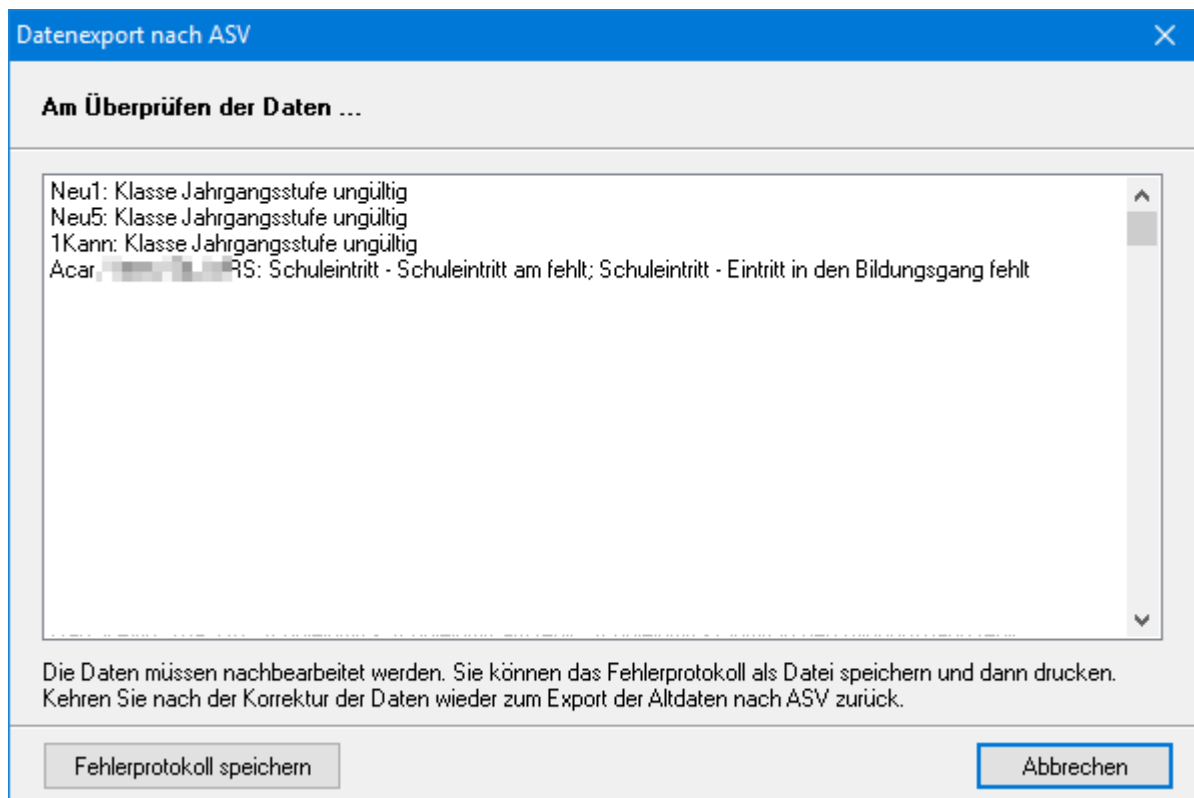 Datenexport nach ASV
Am Überprüfen der Daten ...
Neu1: Klasse Jahrgangsstufe ungültig
Neu5: Klasse Jahrgangsstufe ungültig
1Kann: Klasse Jahrgangsstufe ungültig
Acar RS: Schuleintritt - Schuleintritt am fehlt; Schuleintritt - Eintritt in den Bildungsgang fehlt
Die Daten müssen nachbearbeitet werden. Sie können das Fehlerprotokoll als Datei speichern und dann drucken.
Kehren Sie nach der Korrektur der Daten wieder zum Export der Altdaten nach ASV zurück.
Fehlerprotokoll speichern
Abbrechen